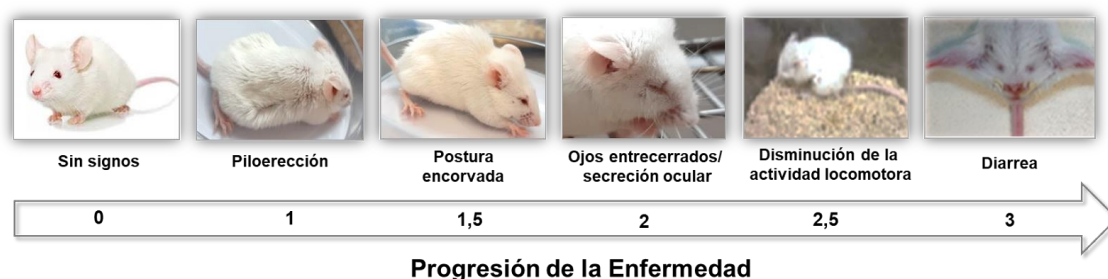 Sin signos
Piloerección
Postura
encorvada
Ojos entrecerrados/
secreción ocular
Disminución de la
actividad locomotora
Diarrea
0
1
1,5
2
2,5
3
Progresión de la Enfermedad